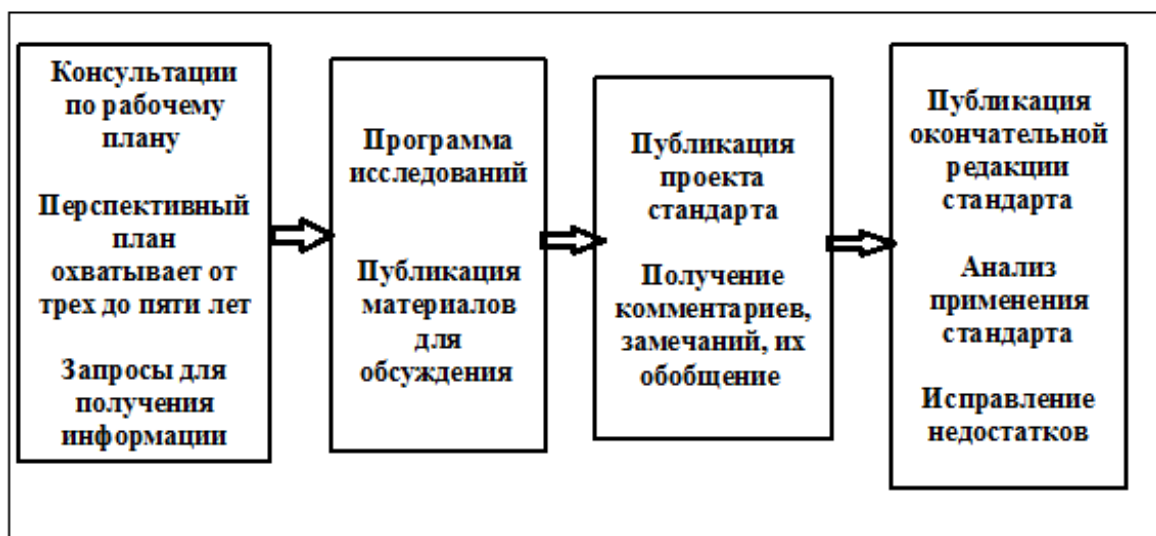 Консультации
по рабочему
плану
Перспективный
план
охватывает от
трех до пяти лет
Запросы для
получения
информации
Программа
исследований
Публикация
материалов
для
обсуждения
Публикация
проекта
стандарта
Получение
комментариев,
замечаний, их
обобщение
Публикация
окончательной
редакции
стандарта
Анализ
применения
стандарта
Исправление
недостатков